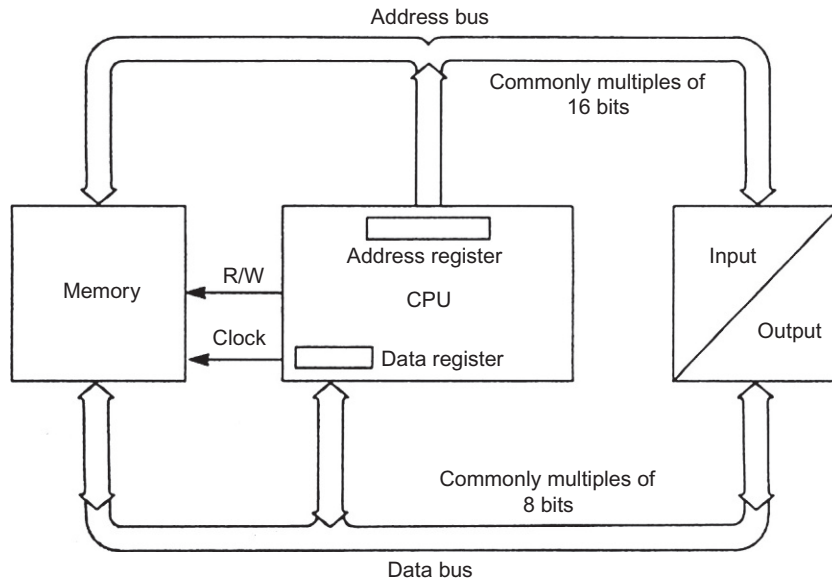 Address bus
Commonly multiples of
16 bits
Address register
Memory
R/W
CPU
Input
Clock
Output
Data register
Commonly multiples of
8 bits
Data bus